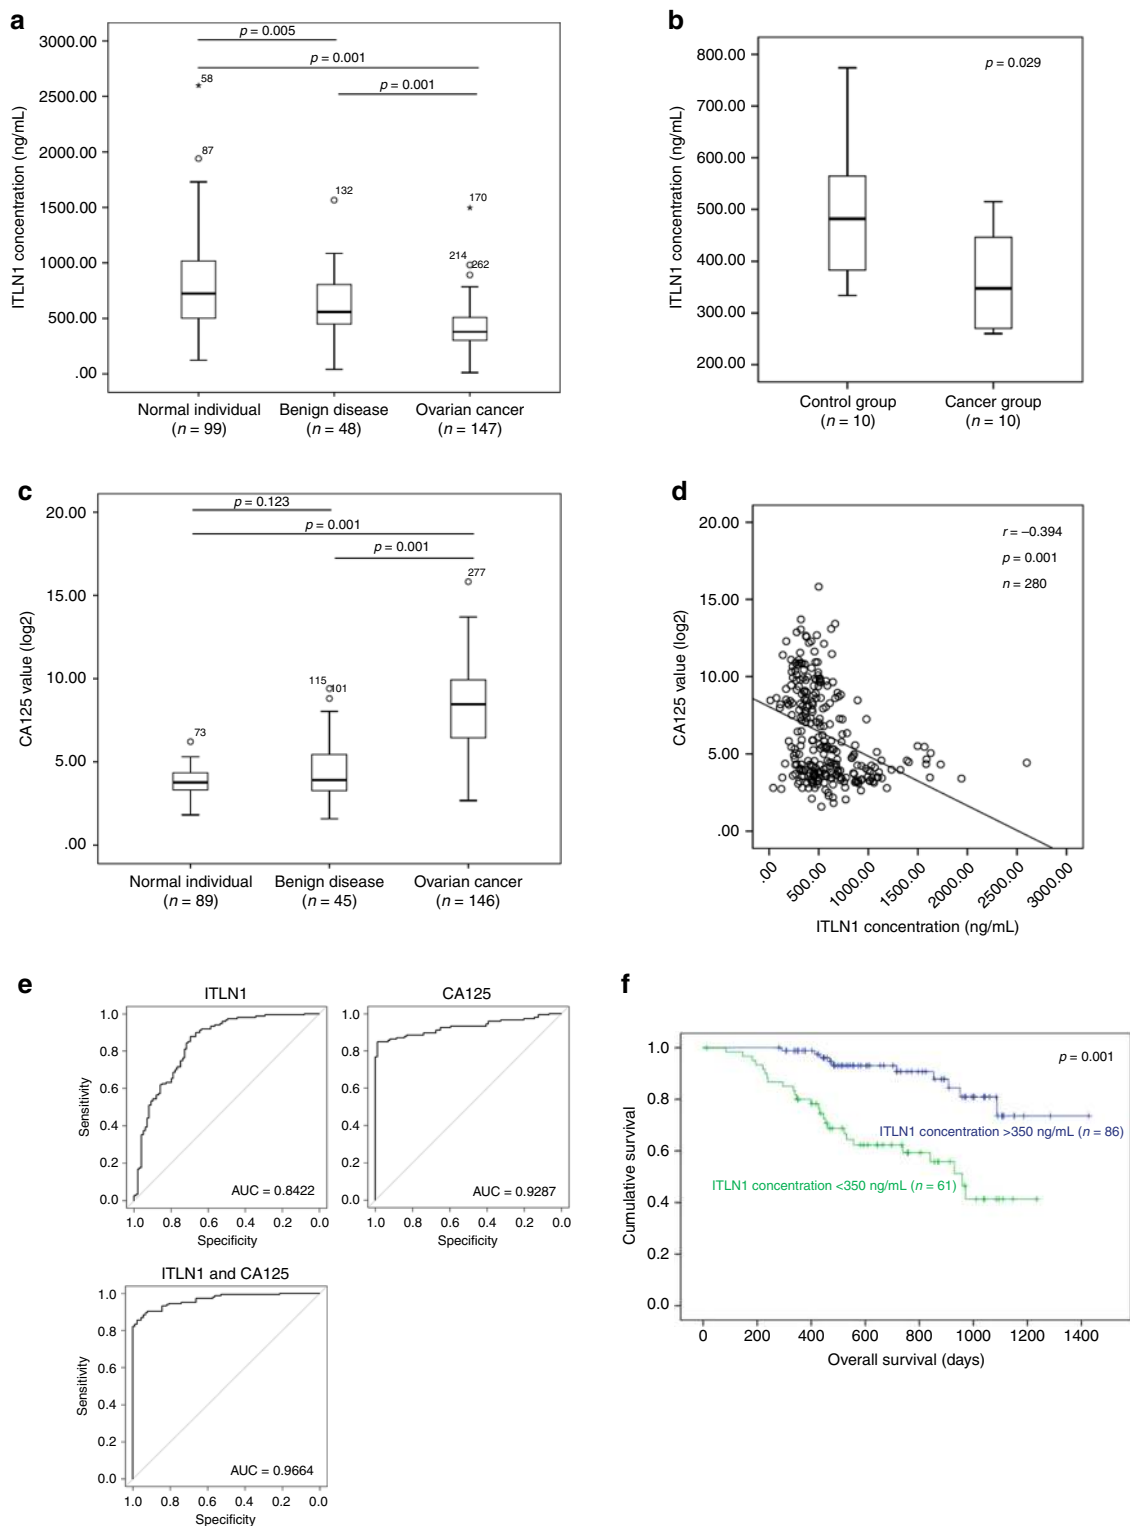 a
p = 0.005
p = 0.001
p = 0.001
ITLN1 concentration (ng/mL)
3000.00
2500.00
2000.00
1500.00
1000.00
500.00
.00
58
87
132
170
214
262
Normal individual
(n = 99)
Benign disease
(n = 48)
Ovarian cancer
(n = 147)
b
p = 0.029
ITLN1 concentration (ng/mL)
800.00
700.00
600.00
500.00
400.00
300.00
200.00
Control group
(n = 10)
Cancer group
(n = 10)
c
p = 0.123
p = 0.001
p = 0.001
CA125 value (log2)
20.00
15.00
10.00
5.00
.00
73
115
101
277
Normal individual
(n = 89)
Benign disease
(n = 45)
Ovarian cancer
(n = 146)
d
r = −0.394
p = 0.001
n = 280
CA125 value (log2)
20.00
15.00
10.00
5.00
.00
.00
500.00
1000.00
1500.00
2000.00
2500.00
3000.00
ITLN1 concentration (ng/mL)
e
ITLN1
Sensitivity
1.0
0.8
0.6
0.4
0.2
0.0
AUC = 0.8422
1.0 0.8 0.6 0.4 0.2 0.0
Specificity
CA125
1.0
0.8
0.6
0.4
0.2
0.0
AUC = 0.9287
1.0 0.8 0.6 0.4 0.2 0.0
Specificity
ITLN1 and CA125
Sensitivity
1.0
0.8
0.6
0.4
0.2
0.0
AUC = 0.9664
1.0 0.8 0.6 0.4 0.2 0.0
Specificity
f
p = 0.001
Cumulative survival
1.0
0.8
0.6
0.4
0.2
0.0
ITLN1 concentration >350 ng/mL (n = 86)
ITLN1 concentration <350 ng/mL (n = 61)
0 200 400 600 800 1000 1200 1400
Overall survival (days)